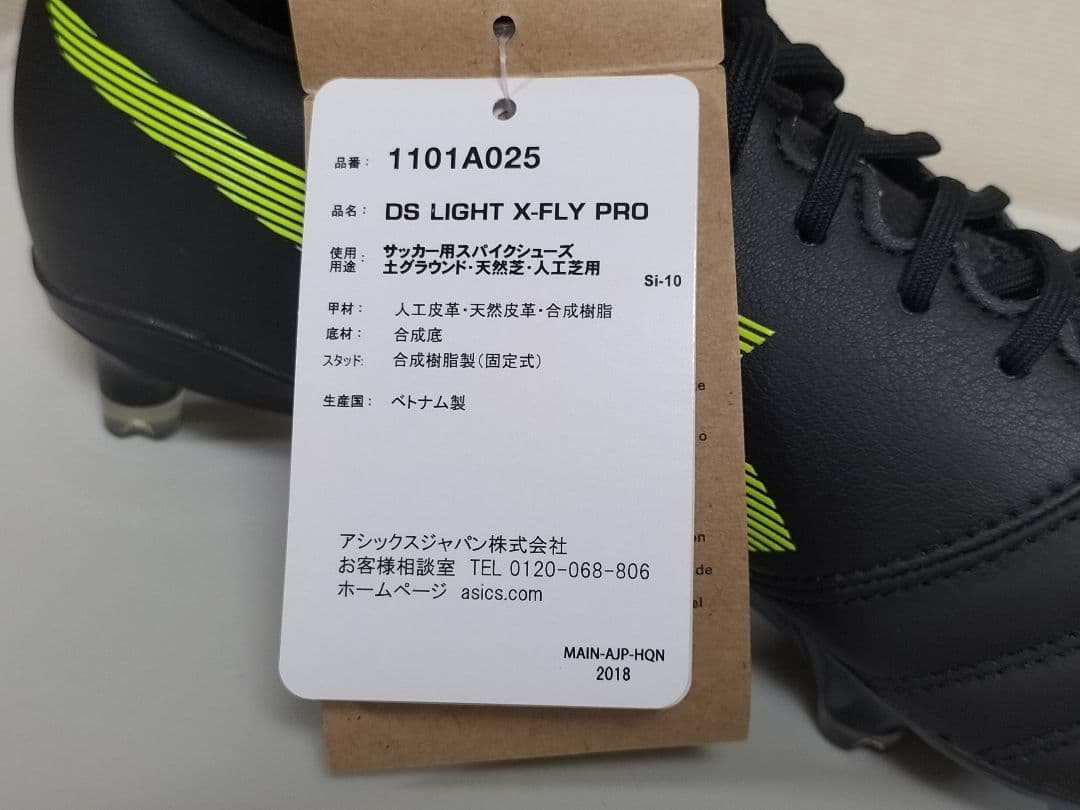 品番： 1101A025
品名： DS LIGHT X-FLY PRO
使用用途： サッカー用スパイクシューズ
土グラウンド・天然芝・人工芝用
Si-10
甲材： 人工皮革・天然皮革・合成樹脂
底材： 合成底
スタッド: 合成樹脂製(固定式)
生産国： ベトナム製
アシックスジャパン株式会社
お客様相談室 TEL 0120-068-806
ホームページ asics.com
MAIN-AJP-HQN
2018